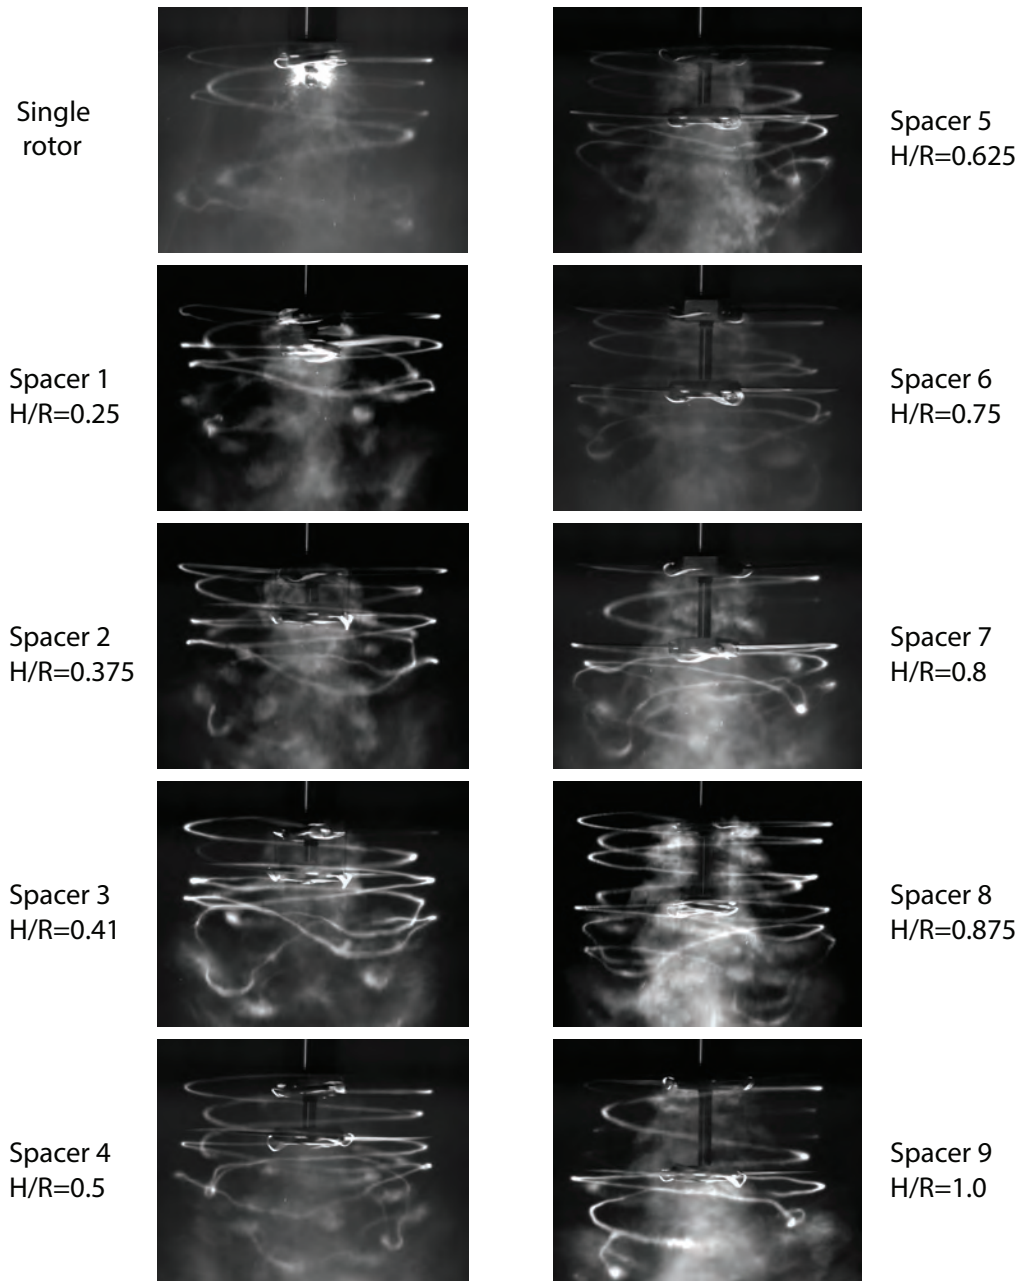 Single
rotor
Spacer 1
H/R=0.25
Spacer 2
H/R=0.375
Spacer 3
H/R=0.41
Spacer 4
H/R=0.5
Spacer 5
H/R=0.625
Spacer 6
H/R=0.75
Spacer 7
H/R=0.8
Spacer 8
H/R=0.875
Spacer 9
H/R=1.0